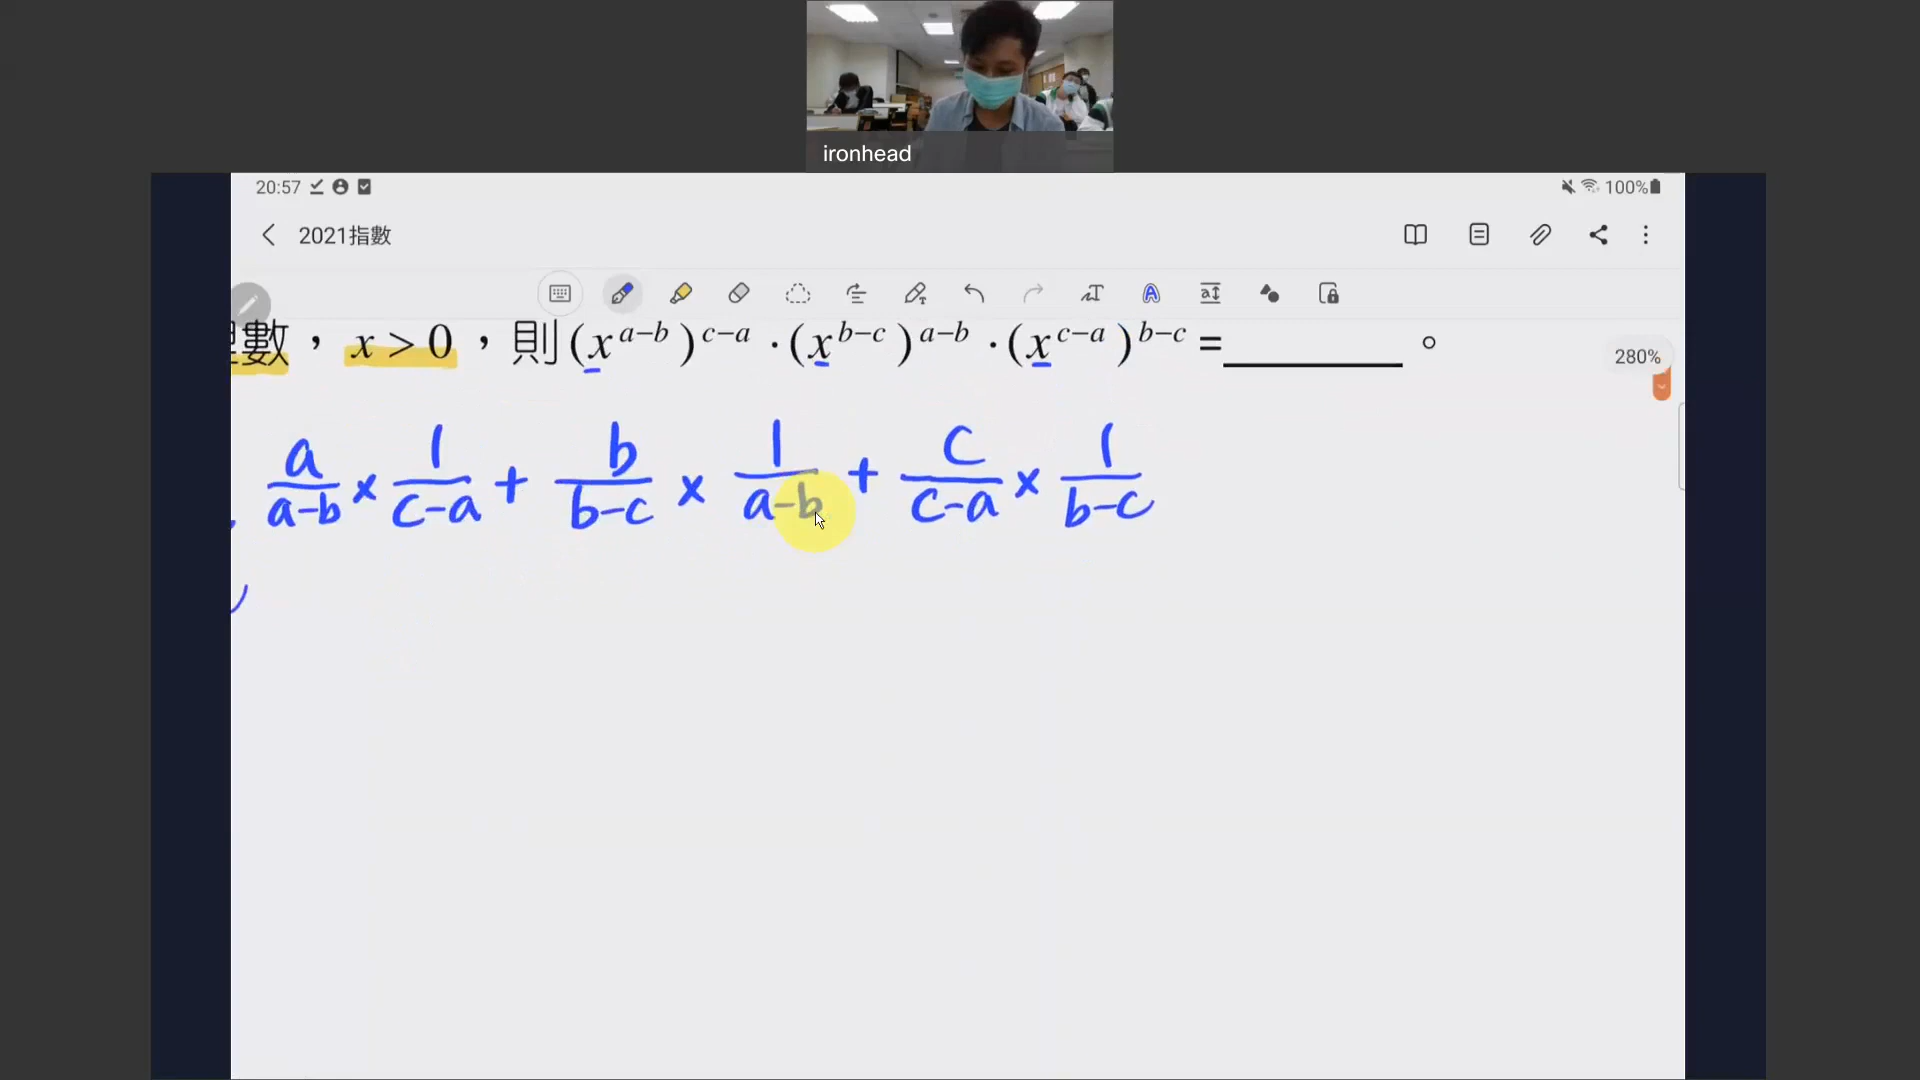 ironhead
20:57 100%
2021指數
數,x > 0,則(x^{a−b})^{c−a} · (x^{b−c})^{a−b} · (x^{c−a})^{b−c} =________。
280%
a/(a-b) × 1/(c-a) + b/(b-c) × 1/(a-b) + c/(c-a) × 1/(b-c)